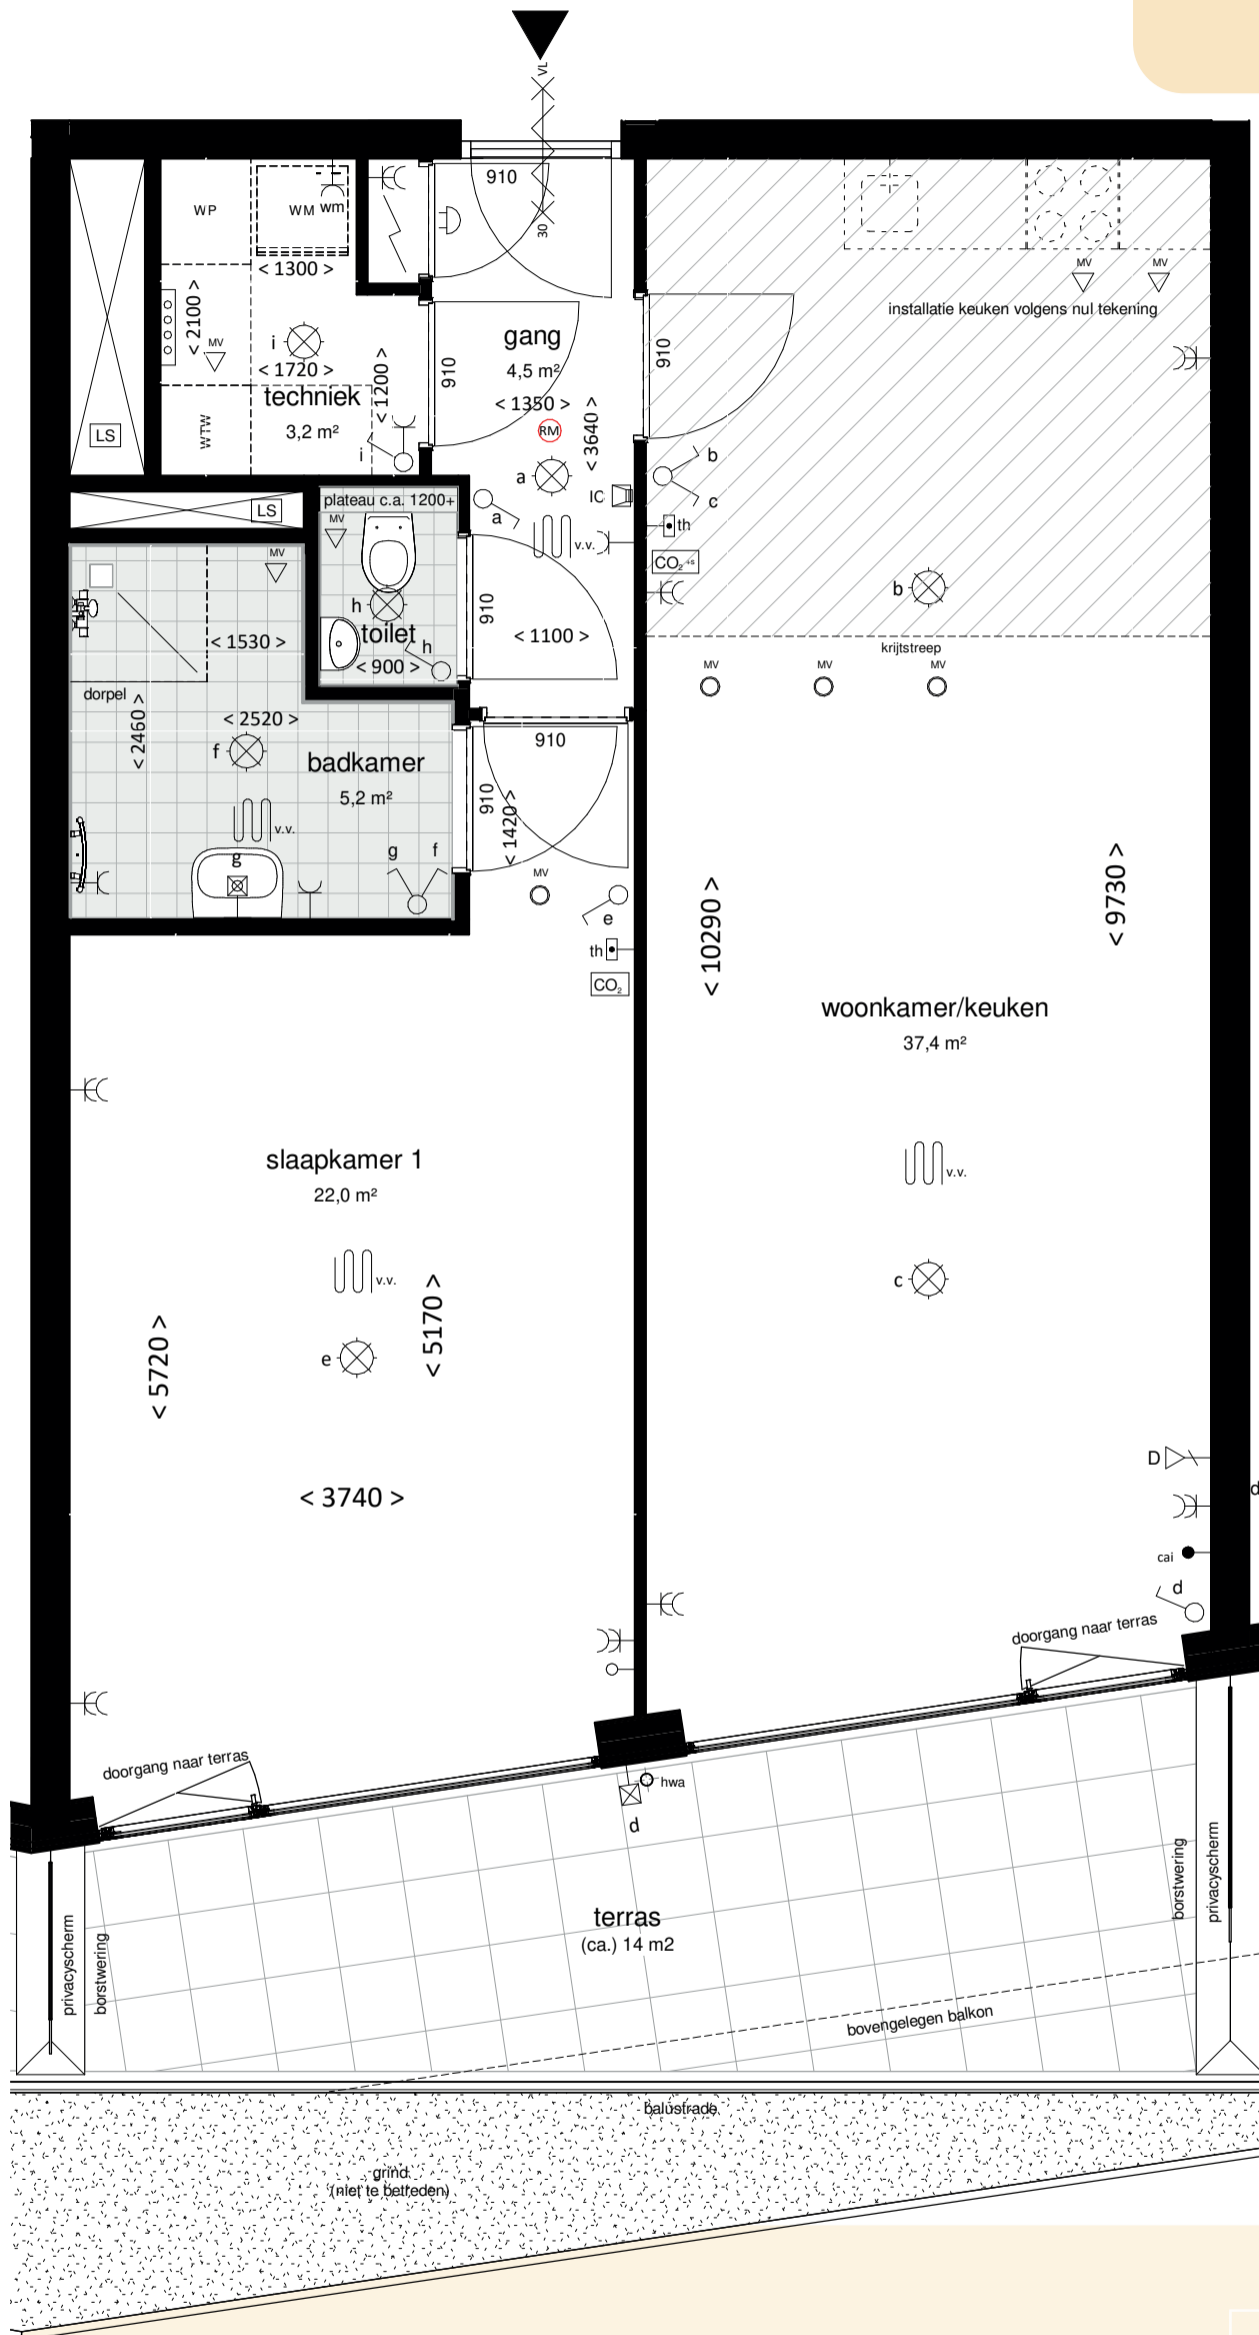 VL
30
910
WP
WM
wm
< 1300 >
< 2100 >
MV
i
< 1720 >
techniek
3,2 m²
< 1200 >
WTW
i
LS
LS
910
gang
4,5 m²
< 1350 >
< 3640 >
RM
a
a
IC
v.v.
910
MV
MV
installatie keuken volgens nul tekening
b
c
th
CO₂ +s
b
krijtstreep
MV
MV
MV
plateau c.a. 1200+
MV
h
toilet
h
< 900 >
910
< 1100 >
MV
< 1530 >
dorpel
< 2460 >
< 2520 >
f
badkamer
5,2 m²
v.v.
g
g
f
910
910
< 1420 >
MV
e
th
CO₂
< 10290 >
< 9730 >
woonkamer/keuken
37,4 m²
v.v.
c
slaapkamer 1
22,0 m²
v.v.
e
< 5720 >
< 5170 >
< 3740 >
D
d
cai
d
doorgang naar terras
doorgang naar terras
hwa
d
terras
(ca.) 14 m2
privacyscherm
borstwering
borstwering
privacyscherm
bovengelegen balkon
balustrade
grind
(niet te betreden)